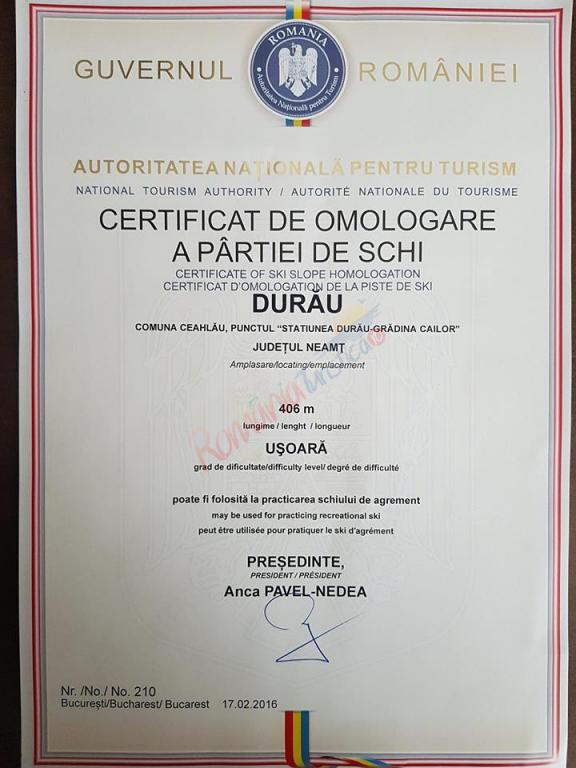 GUVERNUL ROMÂNIEI
ROMANIA
Autoritatea Națională pentru Turism
AUTORITATEA NAȚIONALĂ PENTRU TURISM
NATIONAL TOURISM AUTHORITY / AUTORITÉ NATIONALE DU TOURISME
CERTIFICAT DE OMOLOGARE
A PÂRTIEI DE SCHI
CERTIFICATE OF SKI SLOPE HOMOLOGATION
CERTIFICAT D'OMOLOGATION DE LA PISTE DE SKI
DURĂU
COMUNA CEAHLĂU, PUNCTUL "STATIUNEA DURĂU-GRĂDINA CAILOR"
JUDEȚUL NEAMȚ
Amplasare/locating/emplacement
RomâniaTuristica
406 m
lungime / lenght / longueur
UŞOARĂ
grad de dificultate/difficulty level/ degré de difficulté
poate fi folosită la practicarea schiului de agrement
may be used for practicing recreational ski
peut être utilisée pour pratiquer le ski d'agrément
PREŞEDINTE,
PRESIDENT / PRÉSIDENT
Anca PAVEL-NEDEA
Nr. /No./ No. 210
Bucureşti/Bucharest/ Bucarest 17.02.2016